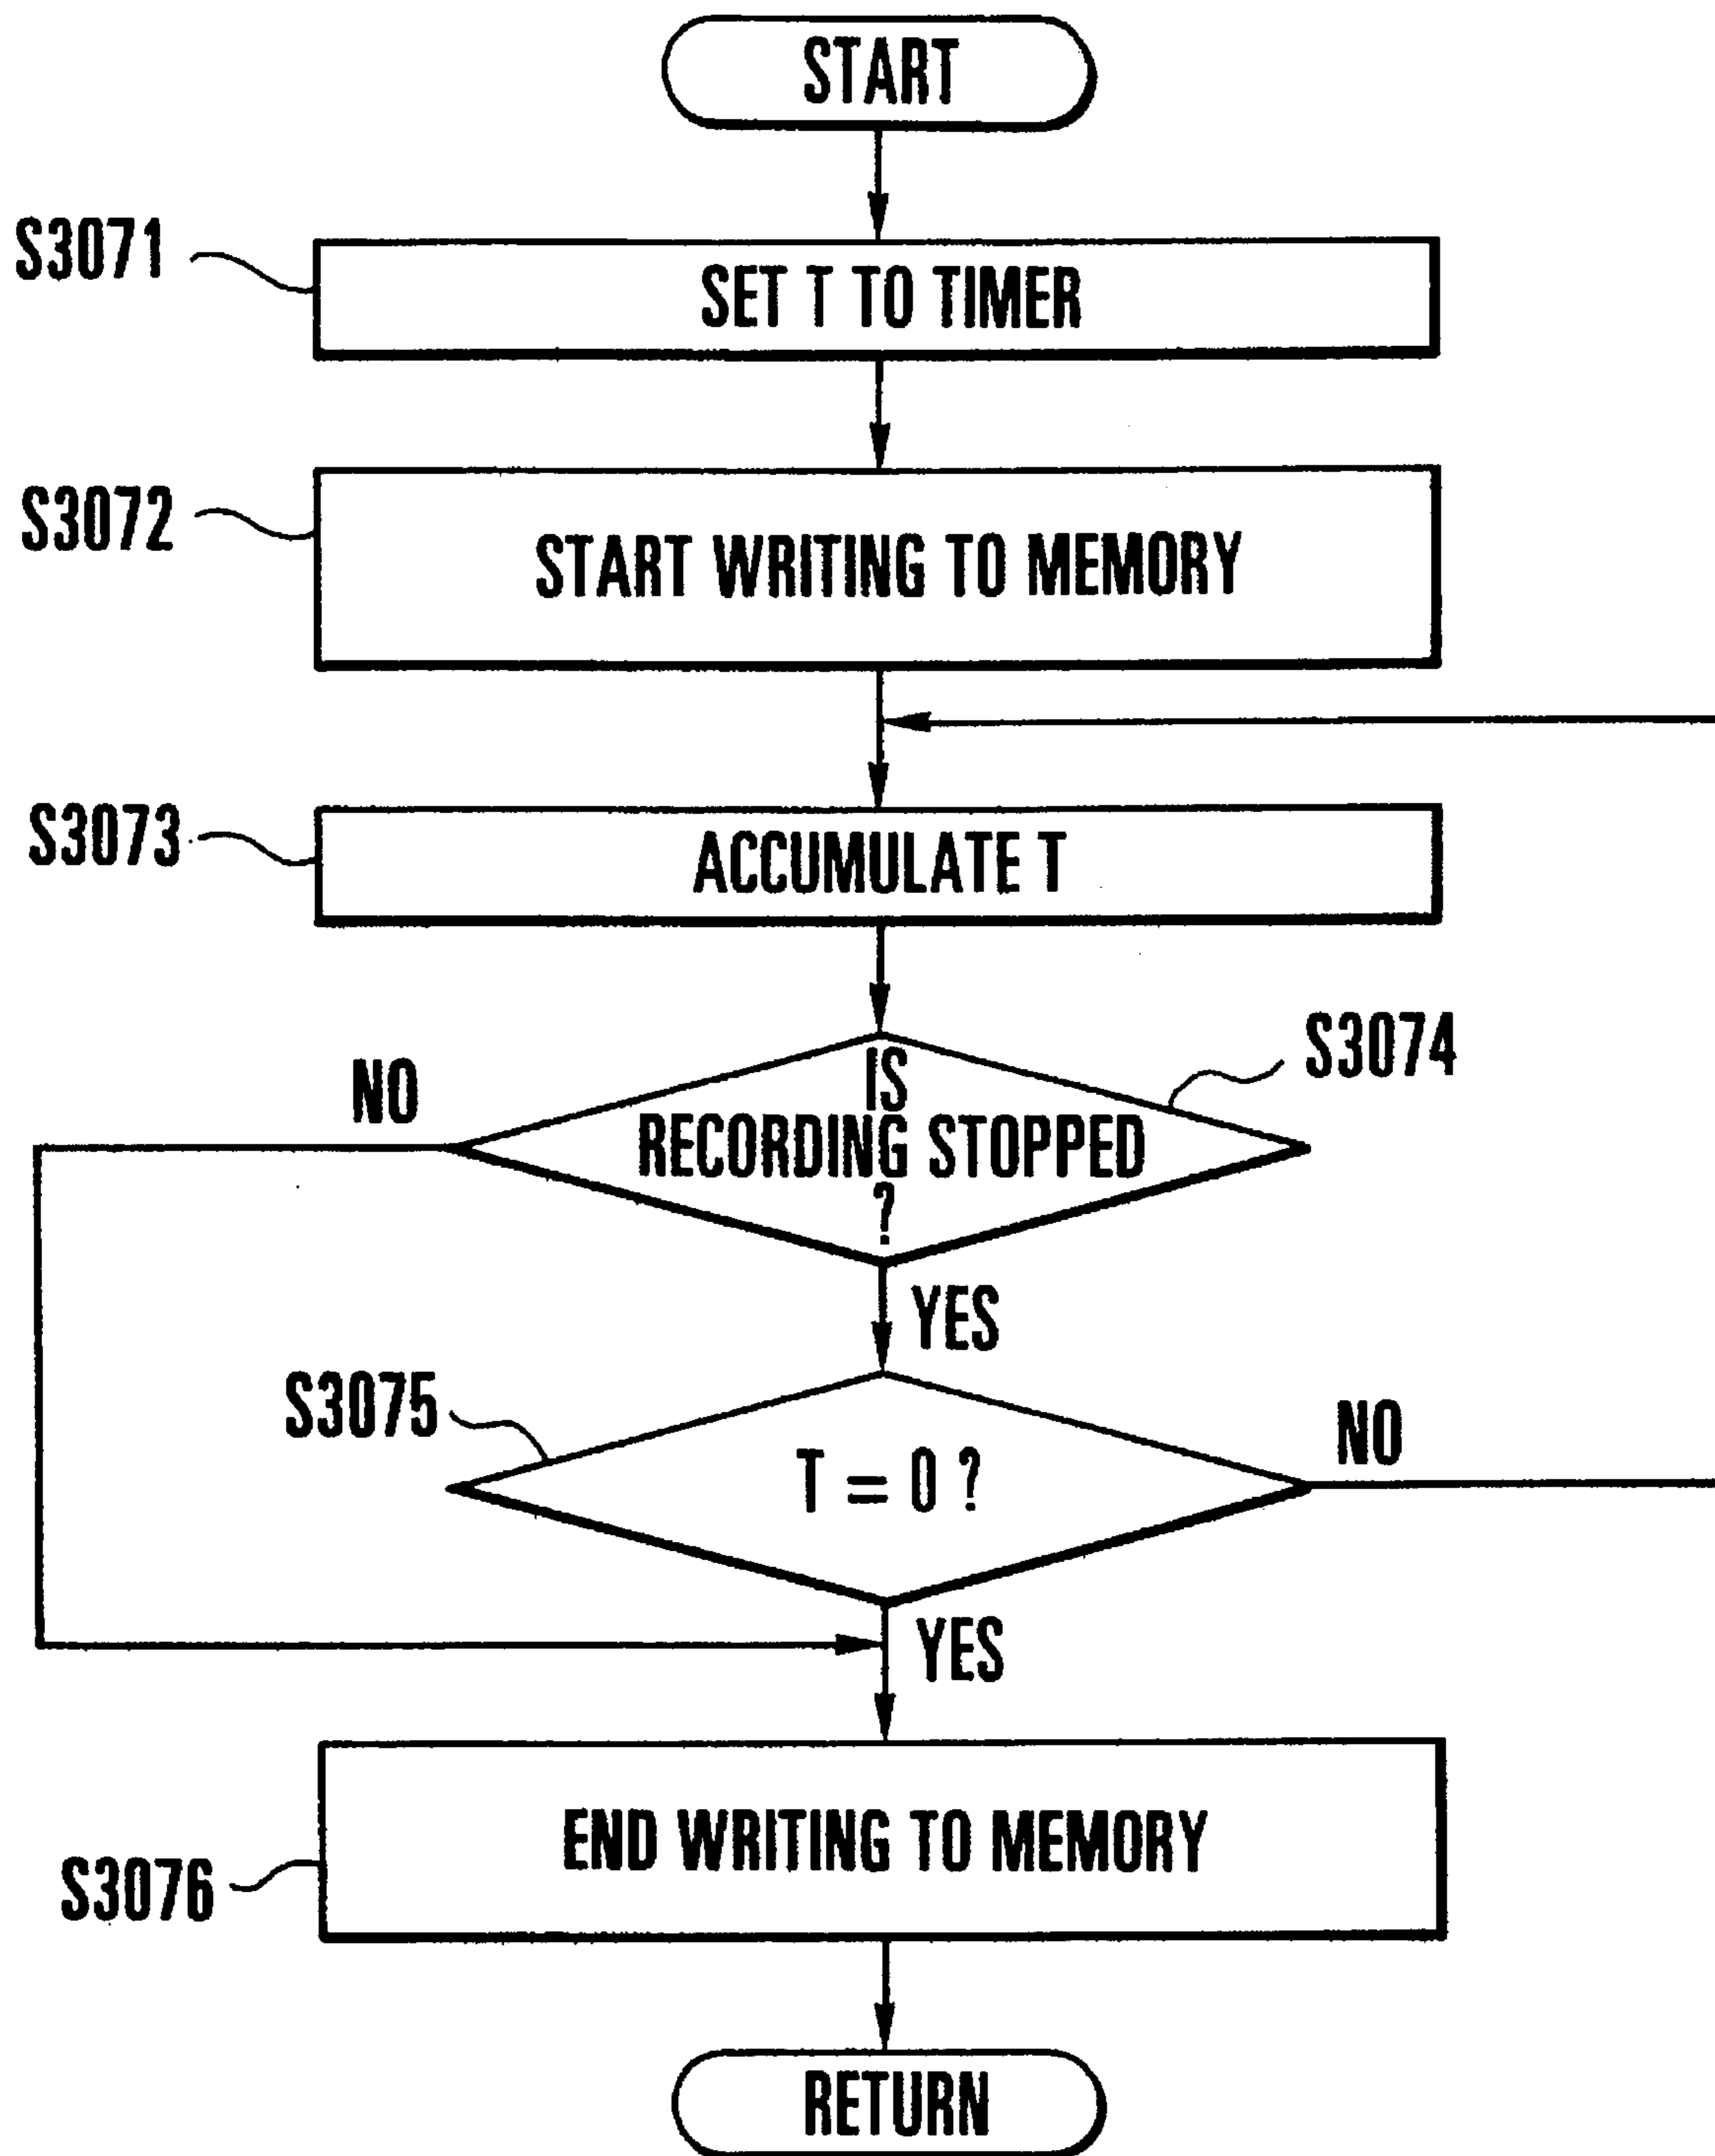 START
S3071
SET T TO TIMER
S3072
START WRITING TO MEMORY
S3073
ACCUMULATE T
S3074
NO
IS
RECORDING STOPPED
?
YES
S3075
T = 0 ?
NO
YES
END WRITING TO MEMORY
S3076
RETURN